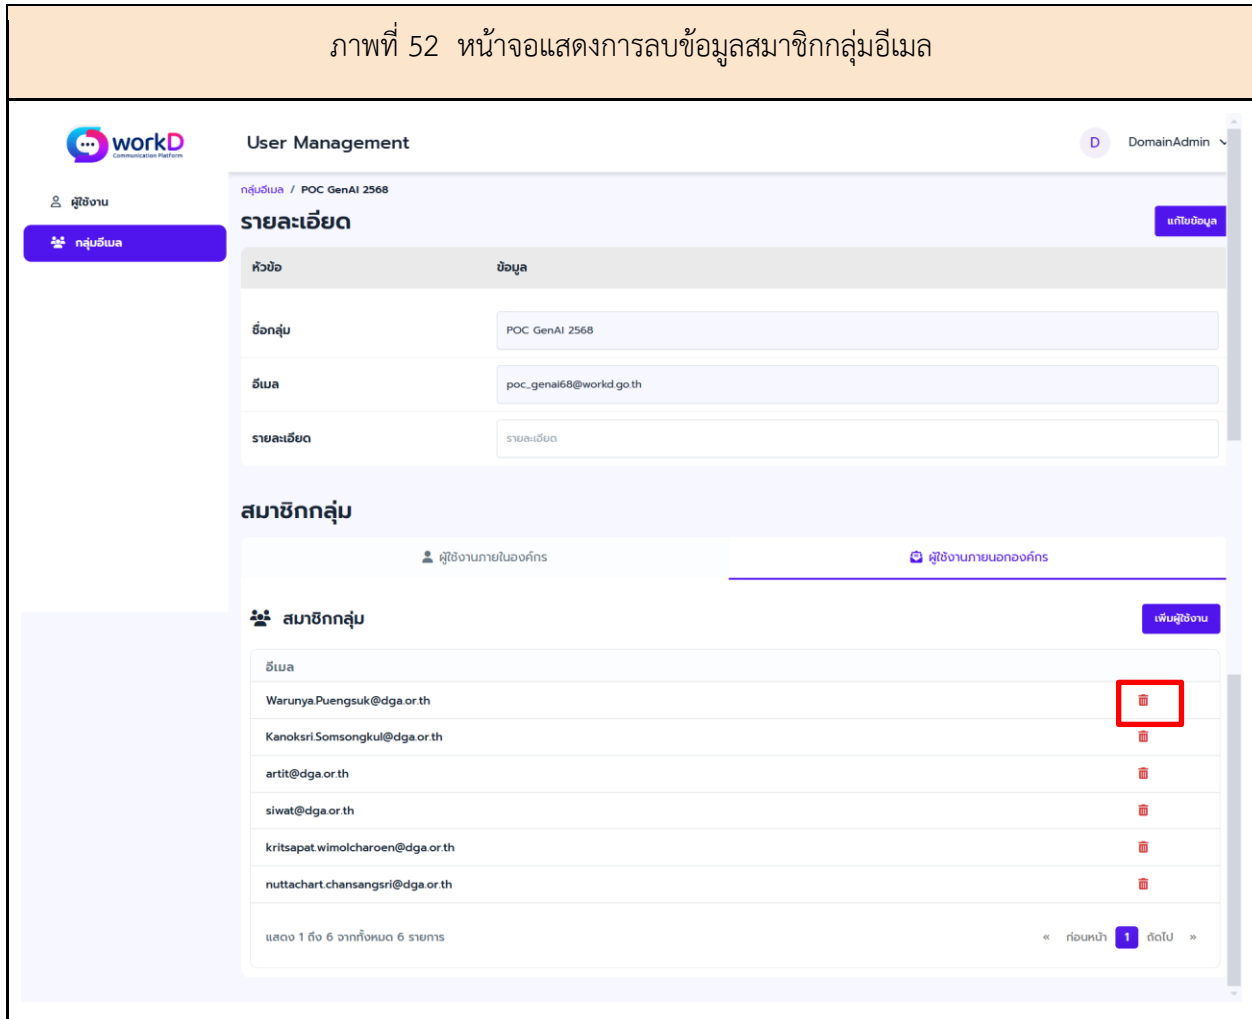 ภาพที่ 52 หน้าจอแสดงการลบข้อมูลสมาชิกกลุ่มอีเมล
workD
Communication Platform
User Management
D DomainAdmin
ผู้ใช้งาน
กลุ่มอีเมล
กลุ่มอีเมล / POC GenAI 2568
รายละเอียด
แก้ไขข้อมูล
หัวข้อ ข้อมูล
ชื่อกลุ่ม POC GenAI 2568
อีเมล poc_genai68@workd.go.th
รายละเอียด รายละเอียด
สมาชิกกลุ่ม
ผู้ใช้งานภายในองค์กร ผู้ใช้งานภายนอกองค์กร
สมาชิกกลุ่ม
เพิ่มผู้ใช้งาน
อีเมล
Warunya.Puengsuk@dga.or.th
Kanoksri.Somsongkul@dga.or.th
artit@dga.or.th
siwat@dga.or.th
kritsapat.wimolcharoen@dga.or.th
nuttachart.chansangsri@dga.or.th
แสดง 1 ถึง 6 จากทั้งหมด 6 รายการ
« ก่อนหน้า 1 ถัดไป »